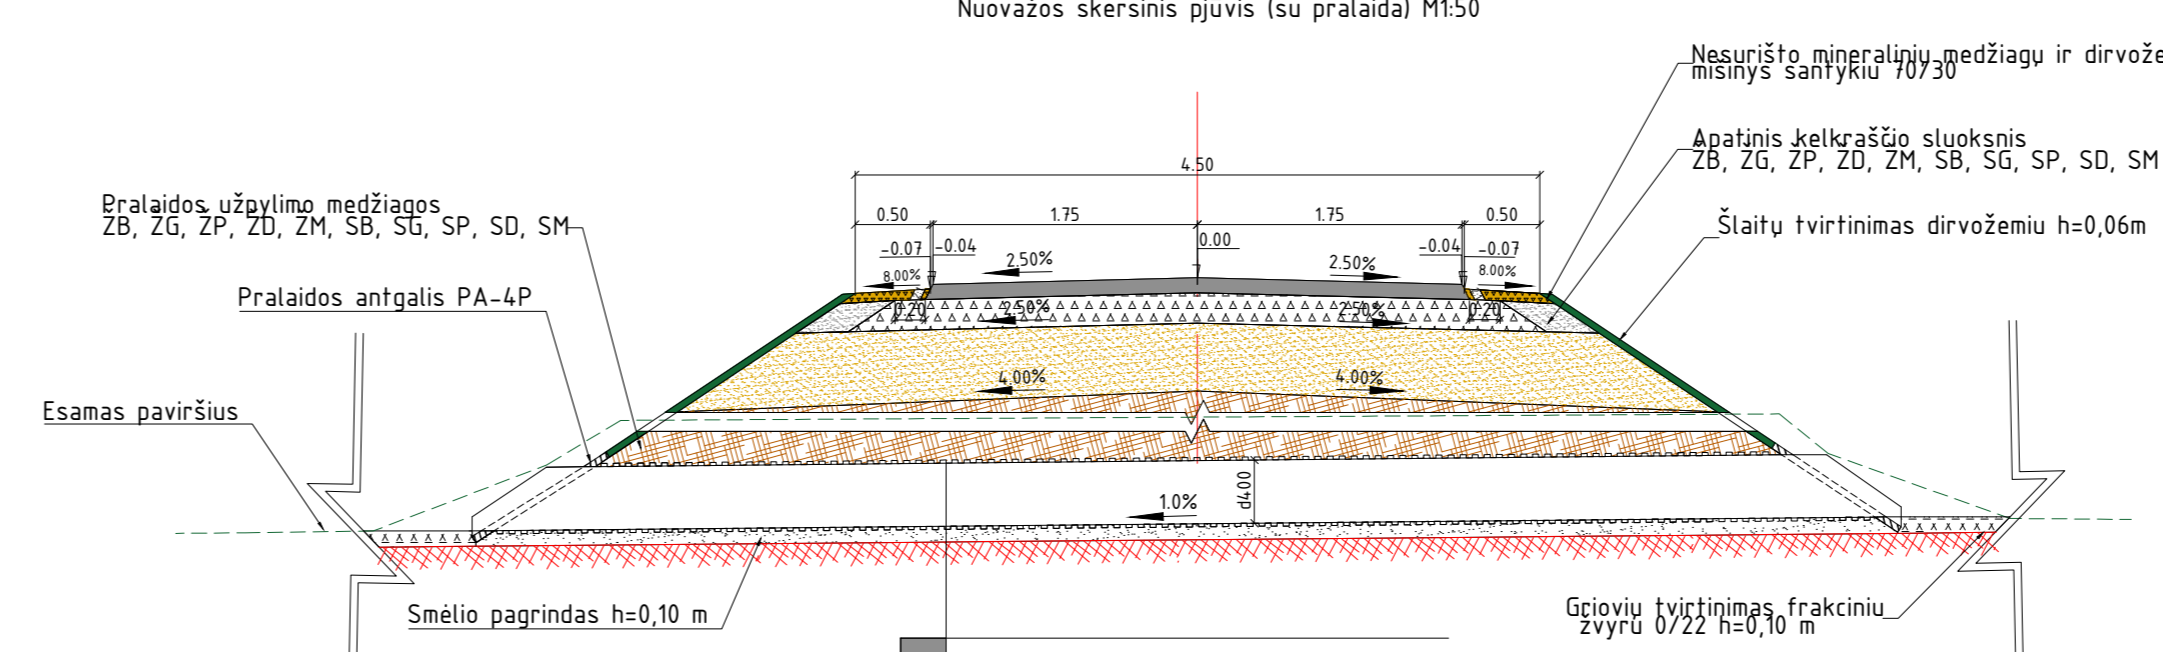 Nuovažos skersinis pjūvis (su pralaida) M1:50
Nesurišto mineralinių medžiagų ir dirvože
mišinys santykiu 70/30
Apatinis kelkraščio sluoksnis
ŽB, ŽG, ŽP, ŽD, ŽM, SB, SG, SP, SD, SM
4.50
Pralaidos užpylimo medžiagos
ŽB, ŽG, ŽP, ŽD, ŽM, SB, SG, SP, SD, SM
0.50
1.75
1.75
0.50
Šlaitų tvirtinimas dirvožemiu h=0,06m
-0.07
-0.04
0.00
-0.04
-0.07
2.50%
2.50%
8.00%
8.00%
Pralaidos antgalis PA-4P
0.20
2.50%
2.50%
0.20
4.00%
4.00%
Esamas paviršius
d400
1.0%
Smėlio pagrindas h=0,10 m
Griovių tvirtinimas frakciniu
žvyru 0/22 h=0,10 m